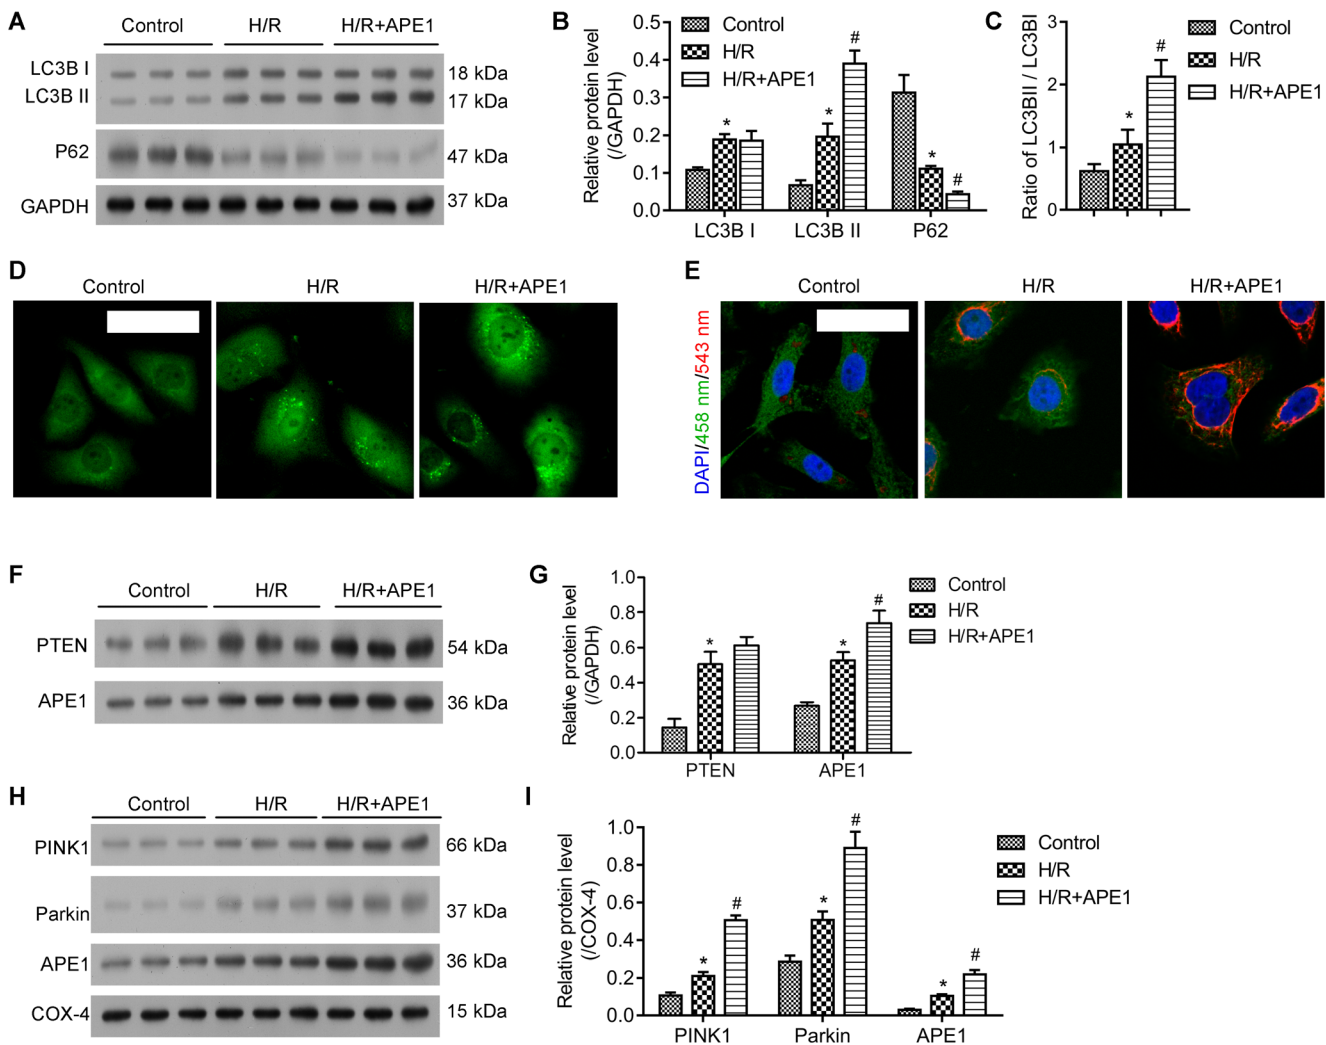 A
Control H/R H/R+APE1
LC3B I 18 kDa
LC3B II 17 kDa
P62 47 kDa
GAPDH 37 kDa
B
Relative protein level
(/GAPDH)
0.5
0.4
0.3
0.2
0.1
0.0
Control
H/R
H/R+APE1
* * # * #
LC3B I LC3B II P62
C
Ratio of LC3BII / LC3BI
3
2
1
0
* #
Control
H/R
H/R+APE1
D
Control H/R H/R+APE1
E
Control H/R H/R+APE1
DAPI/458 nm/543 nm
F
Control H/R H/R+APE1
PTEN 54 kDa
APE1 36 kDa
G
Relative protein level
(/GAPDH)
1.0
0.8
0.6
0.4
0.2
0.0
* * #
PTEN APE1
Control
H/R
H/R+APE1
H
Control H/R H/R+APE1
PINK1 66 kDa
Parkin 37 kDa
APE1 36 kDa
COX-4 15 kDa
I
Relative protein level
(/COX-4)
1.0
0.8
0.6
0.4
0.2
0.0
* # * # * #
PINK1 Parkin APE1
Control
H/R
H/R+APE1